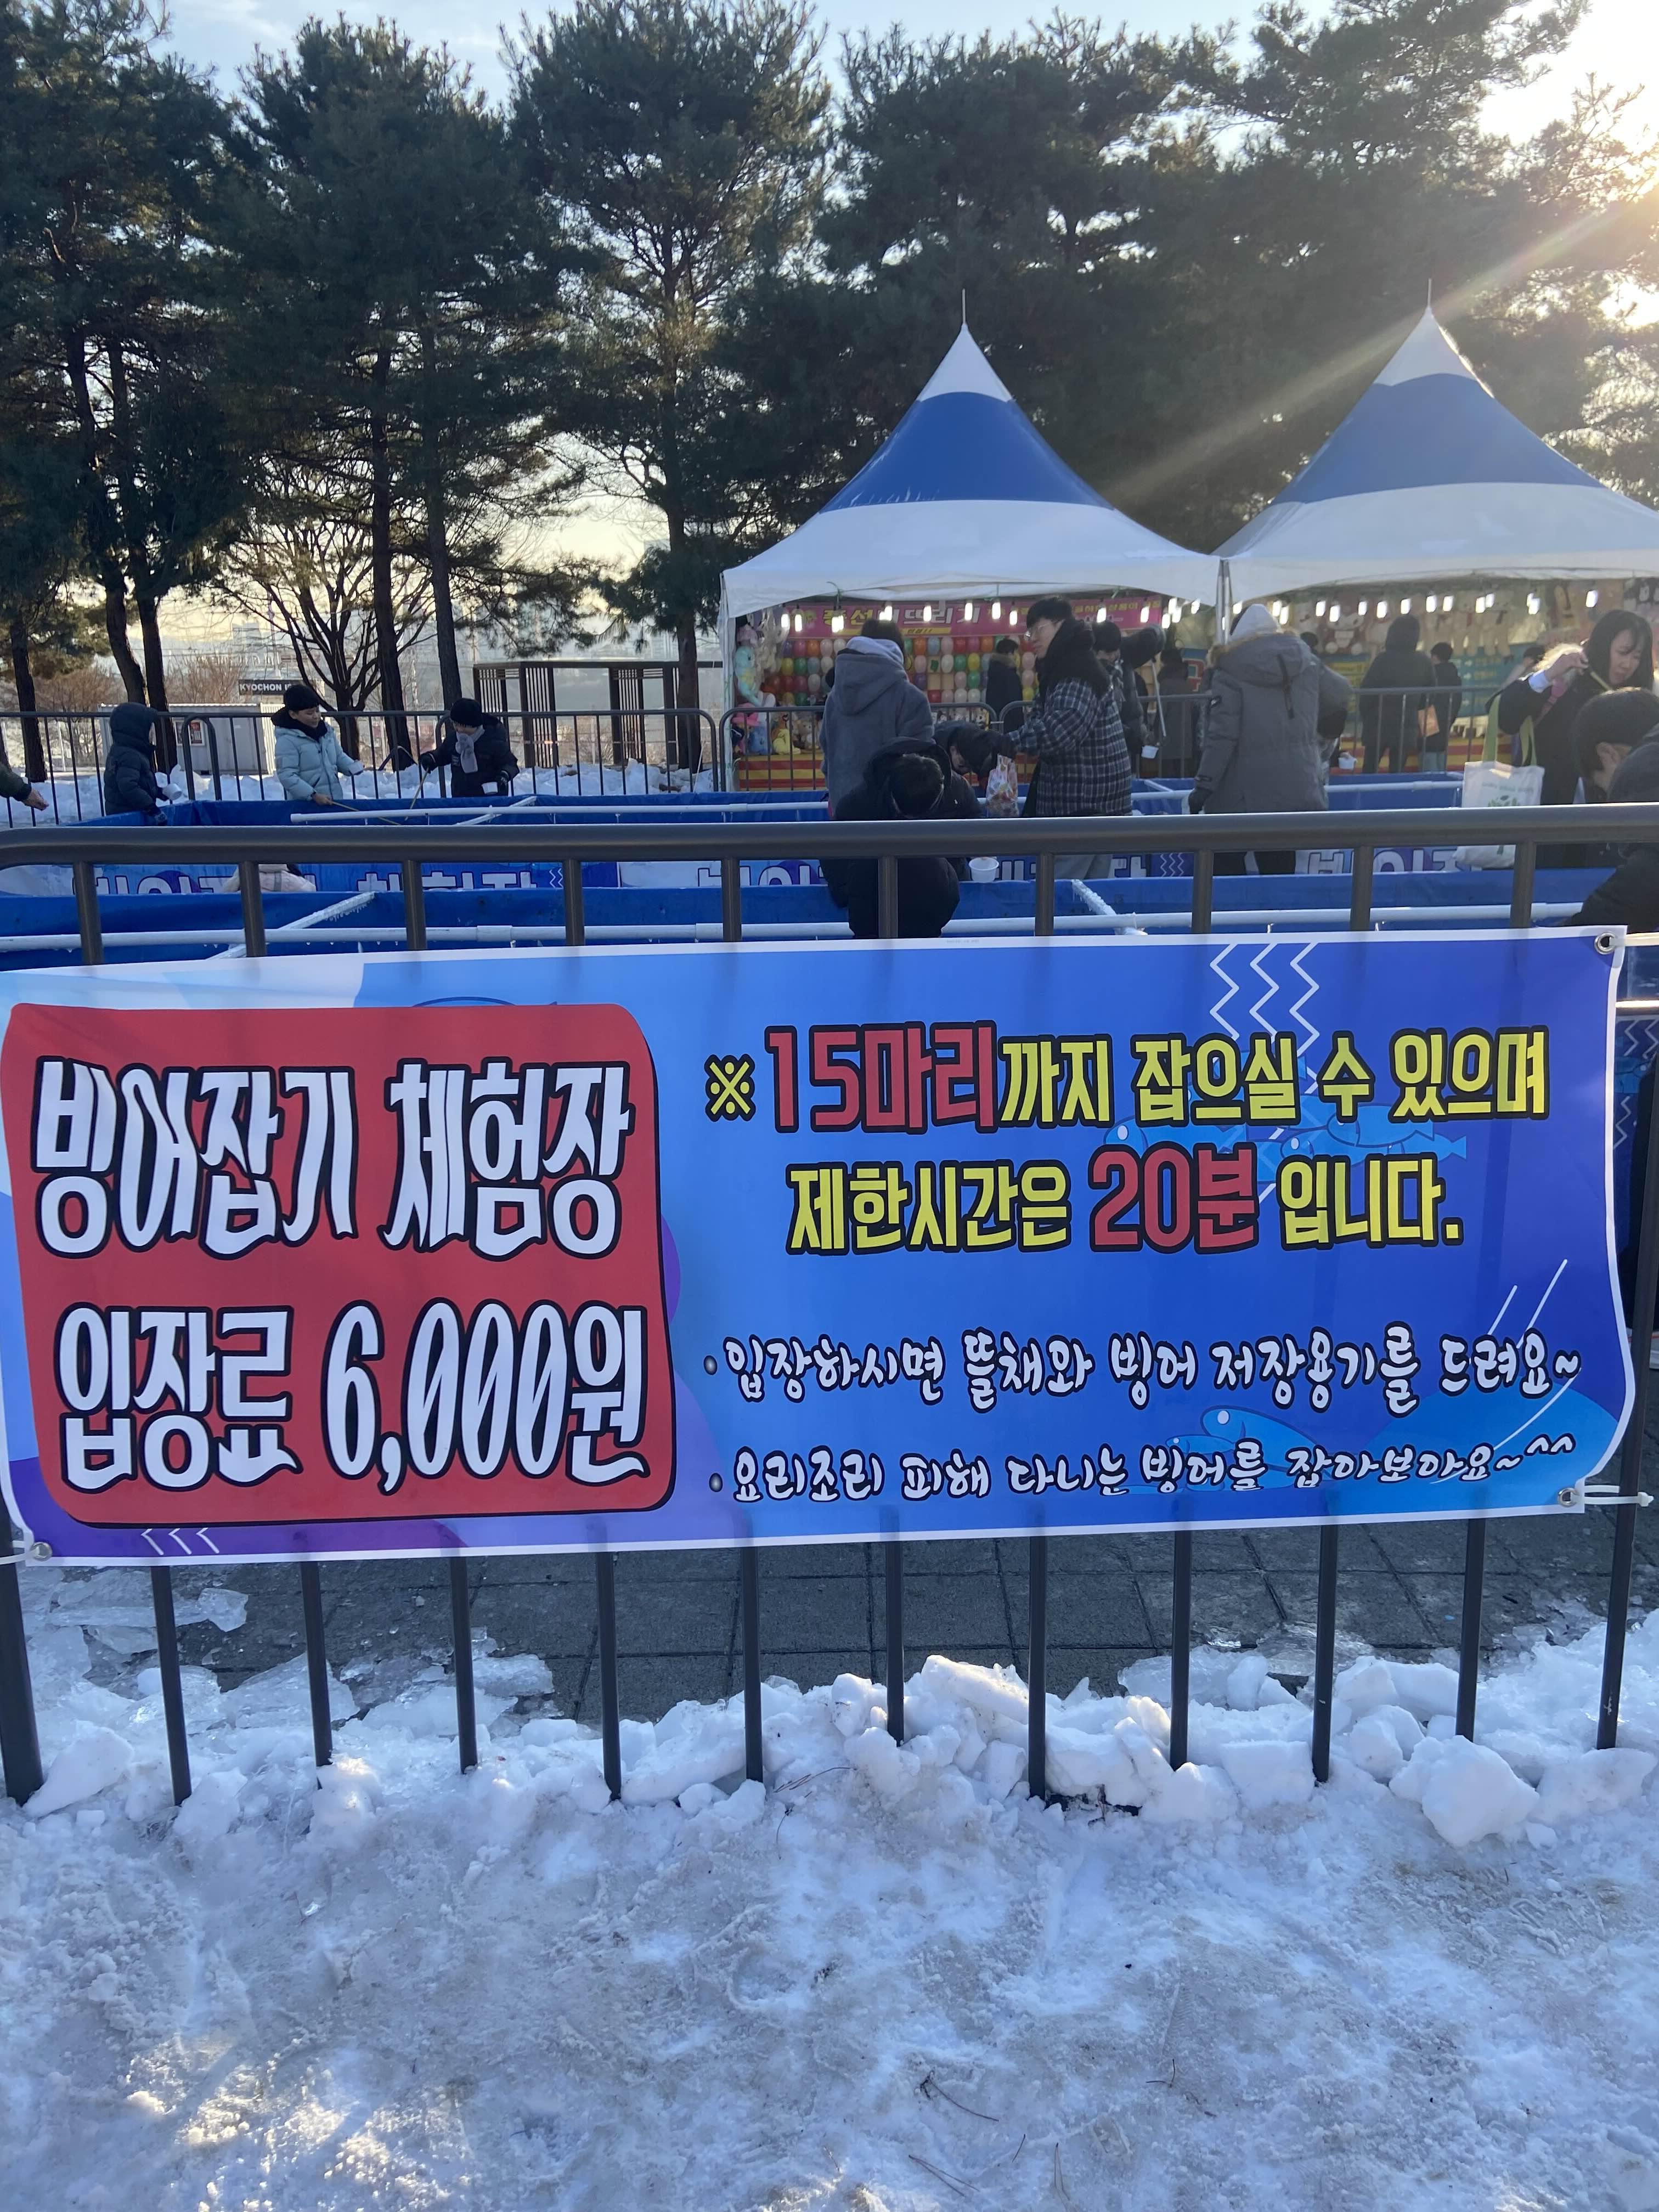 KYOCHON
빙어잡기 체험장
입장료 6,000원
※15마리까지 잡으실 수 있으며
제한시간은 20분 입니다.
• 입장하시면 뜰채와 빙어 저장용기를 드려요~
• 요리조리 피해 다니는 빙어를 잡아보아요~^^